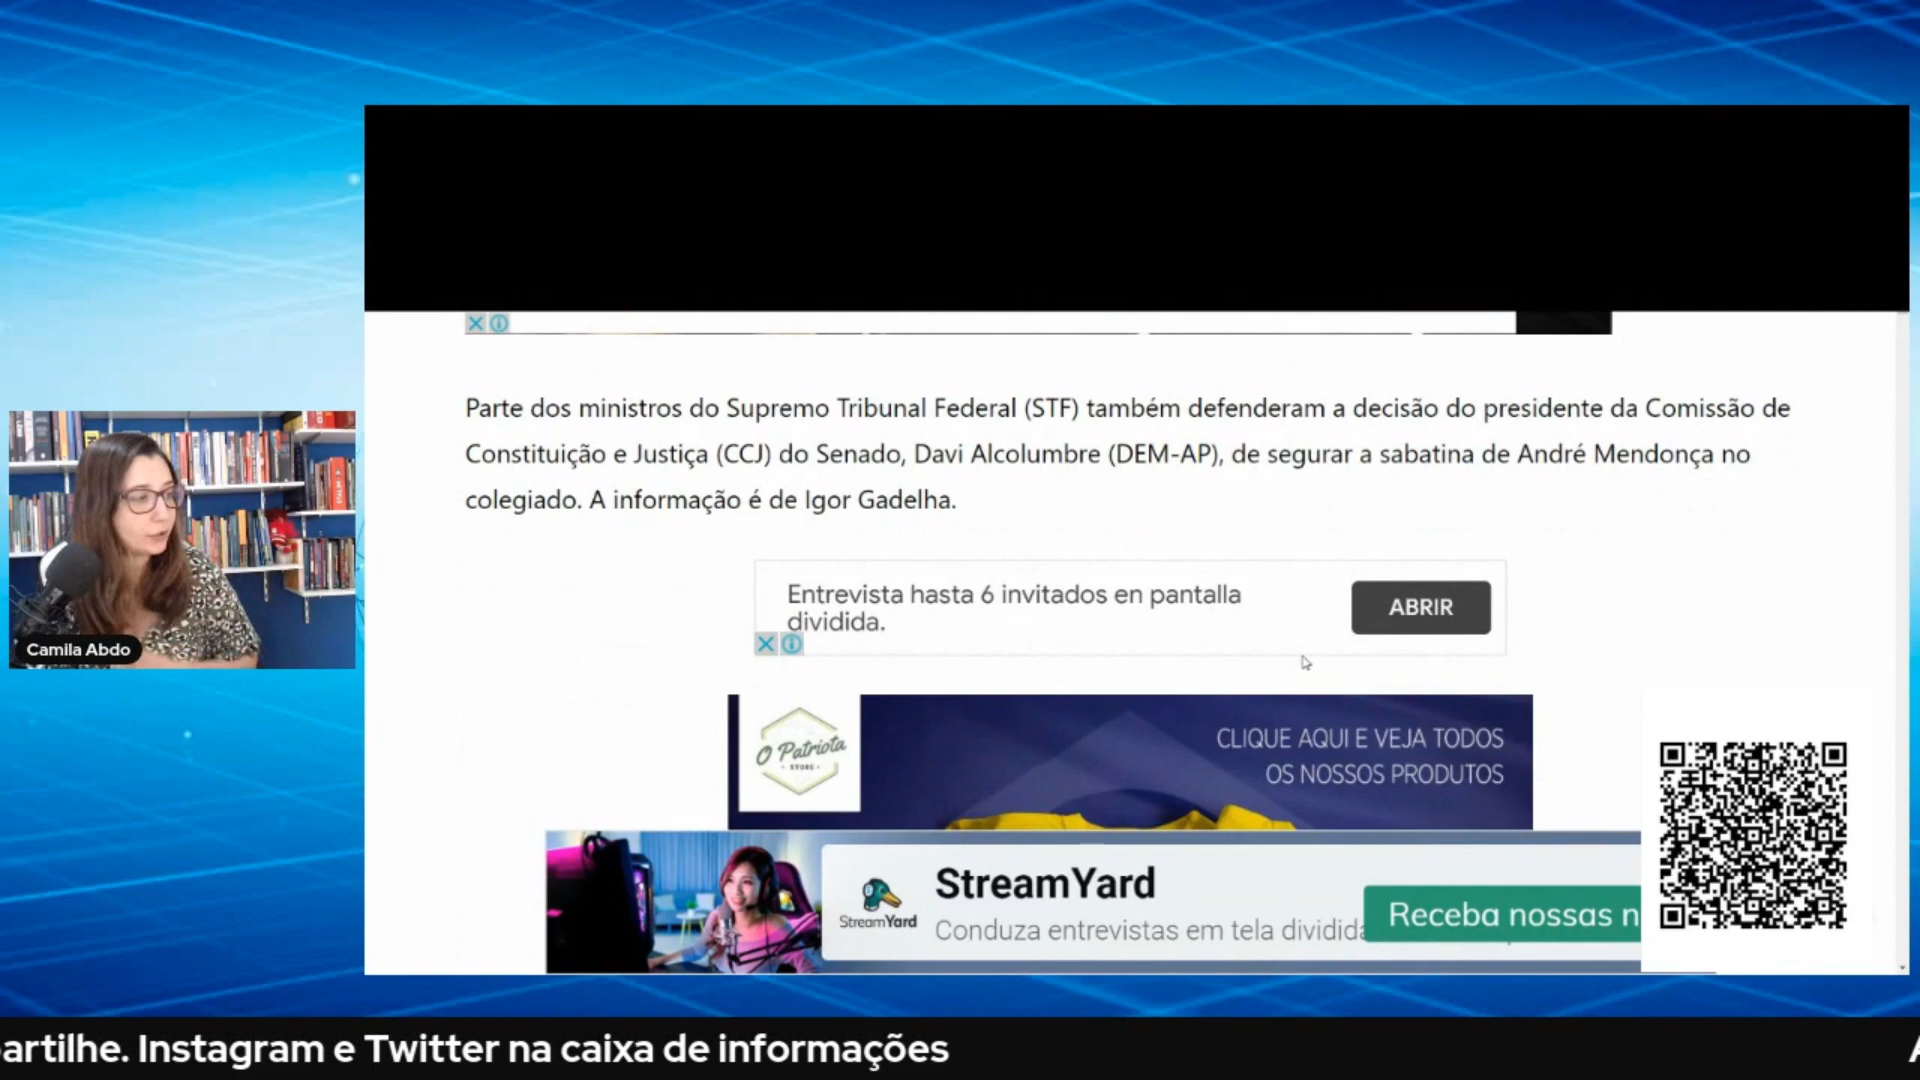 Parte dos ministros do Supremo Tribunal Federal (STF) também defenderam a decisão do presidente da Comissão de
Constituição e Justiça (CCJ) do Senado, Davi Alcolumbre (DEM-AP), de segurar a sabatina de André Mendonça no
colegiado. A informação é de Igor Gadelha.
Entrevista hasta 6 invitados en pantalla
dividida.
ABRIR
Camila Abdo
O Patriota
STORE
CLIQUE AQUI E VEJA TODOS
OS NOSSOS PRODUTOS
StreamYard
StreamYard
Conduza entrevistas em tela dividida
Receba nossas n
artilhe. Instagram e Twitter na caixa de informações